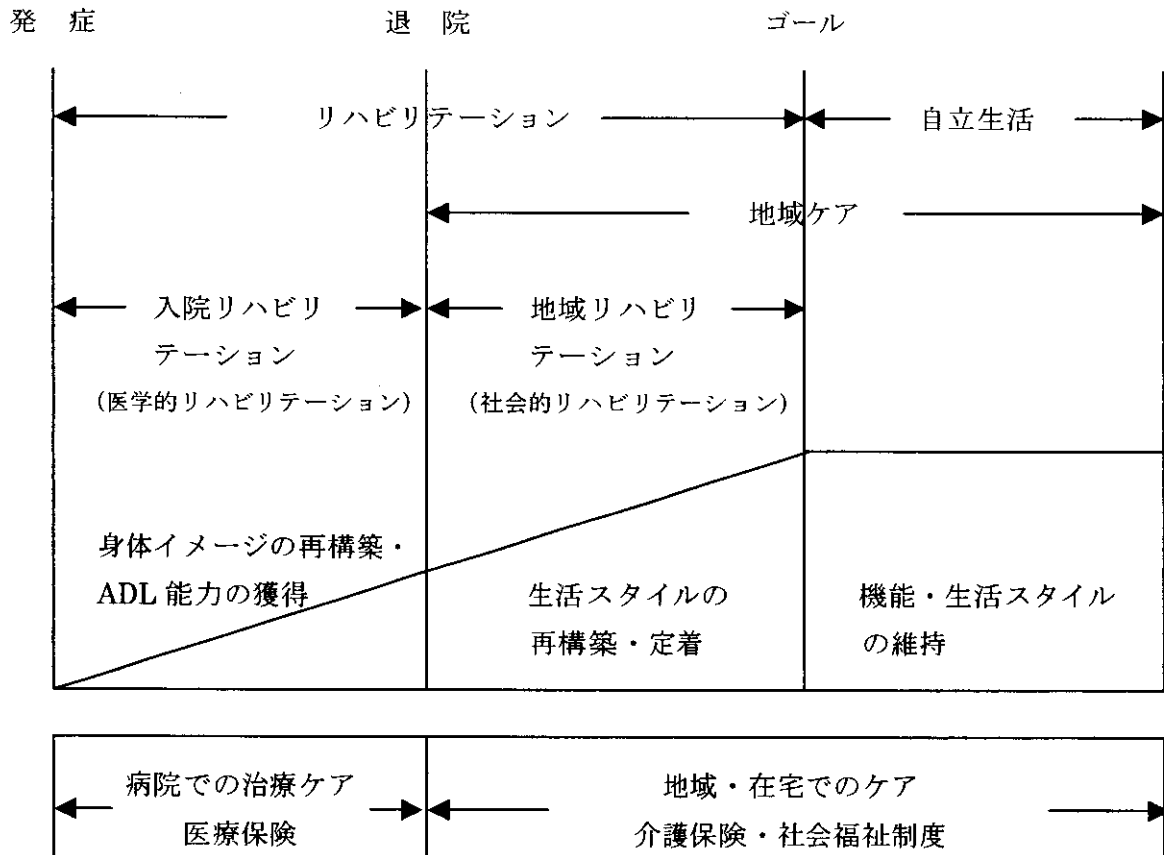 発 症 退 院 ゴール
リハビリテーション 自立生活
地域ケア
入院リハビリ
テーション
(医学的リハビリテーション)
地域リハビリ
テーション
(社会的リハビリテーション)
身体イメージの再構築・
ADL 能力の獲得
生活スタイルの
再構築・定着
機能・生活スタイル
の維持
病院での治療ケア
医療保険
地域・在宅でのケア
介護保険・社会福祉制度